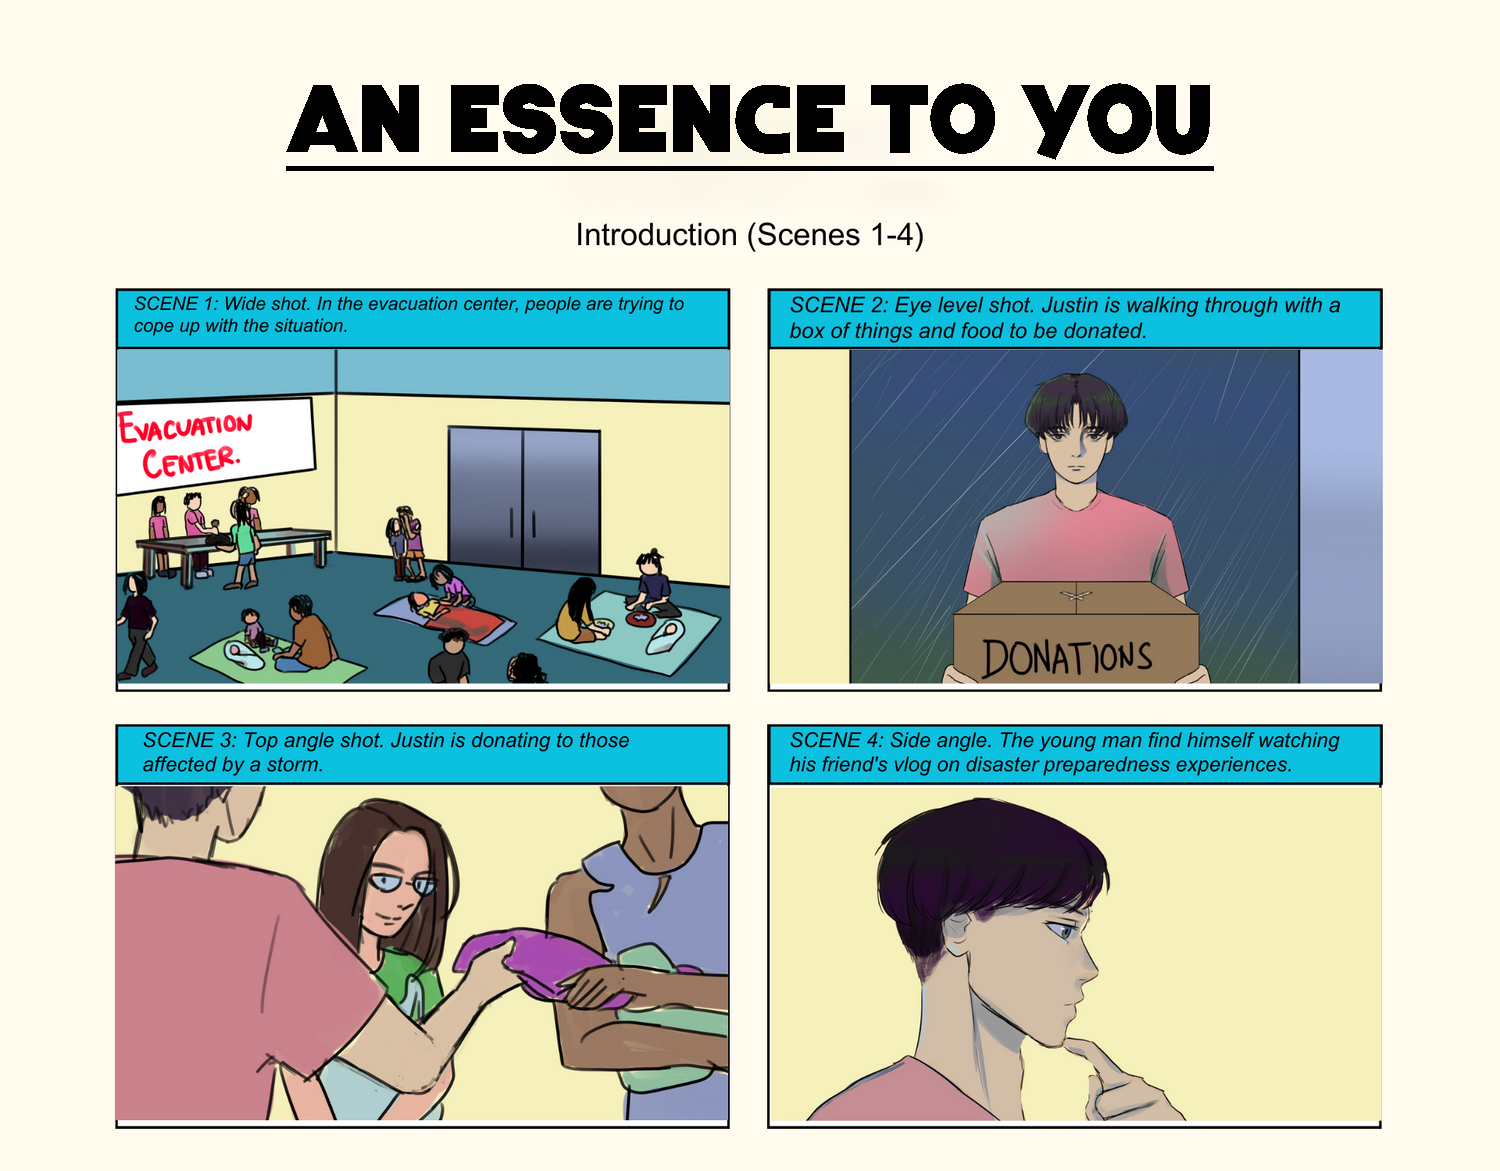 AN ESSENCE TO YOU
Introduction (Scenes 1-4)
SCENE 1: Wide shot. In the evacuation center, people are trying to
cope up with the situation.
EVACUATION
CENTER.
SCENE 2: Eye level shot. Justin is walking through with a
box of things and food to be donated.
DONATIONS
SCENE 3: Top angle shot. Justin is donating to those
affected by a storm.
SCENE 4: Side angle. The young man find himself watching
his friend's vlog on disaster preparedness experiences.